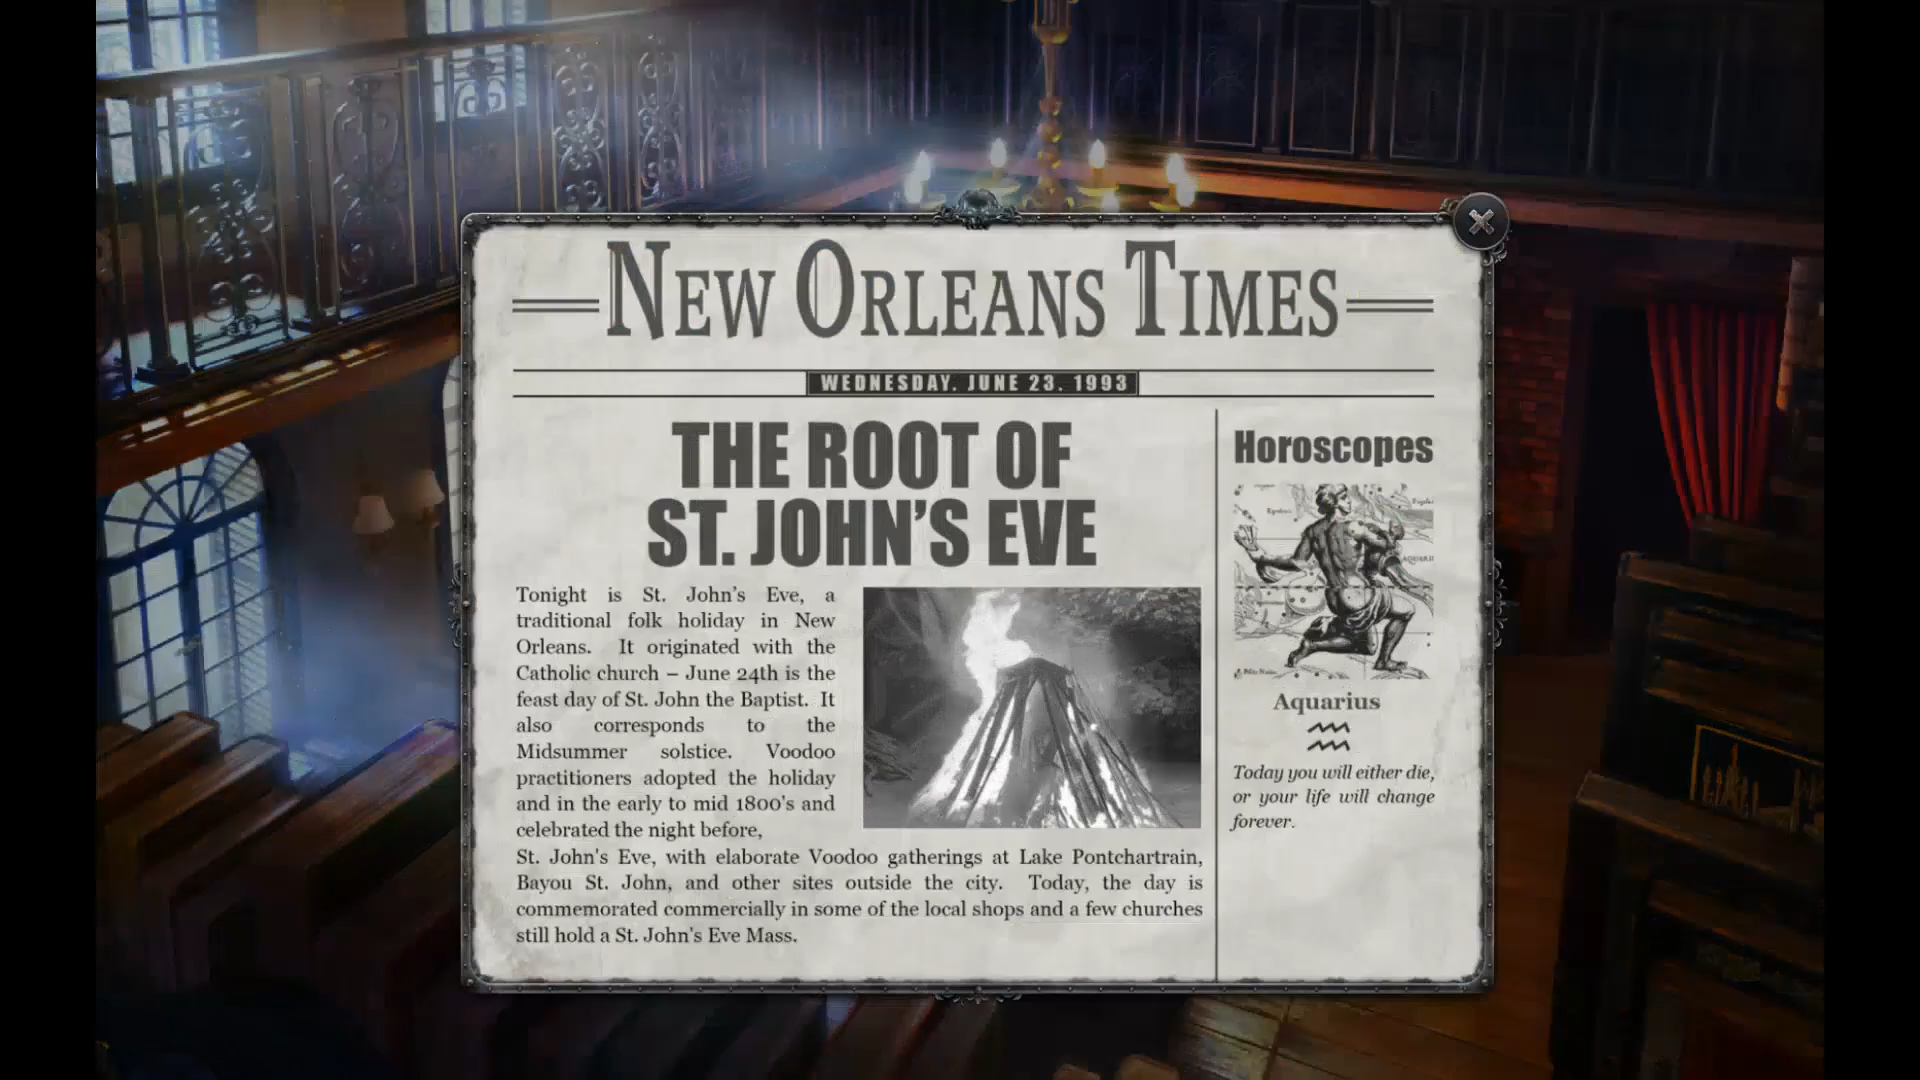 NEW ORLEANS TIMES
WEDNESDAY. JUNE 23. 1993
THE ROOT OF
ST. JOHN'S EVE
Tonight is St. John's Eve, a
traditional folk holiday in New
Orleans. It originated with the
Catholic church – June 24th is the
feast day of St. John the Baptist. It
also corresponds to the
Midsummer solstice. Voodoo
practitioners adopted the holiday
and in the early to mid 1800's and
celebrated the night before,
St. John's Eve, with elaborate Voodoo gatherings at Lake Pontchartrain,
Bayou St. John, and other sites outside the city. Today, the day is
commemorated commercially in some of the local shops and a few churches
still hold a St. John's Eve Mass.
Horoscopes
Aquarius
Today you will either die,
or your life will change
forever.